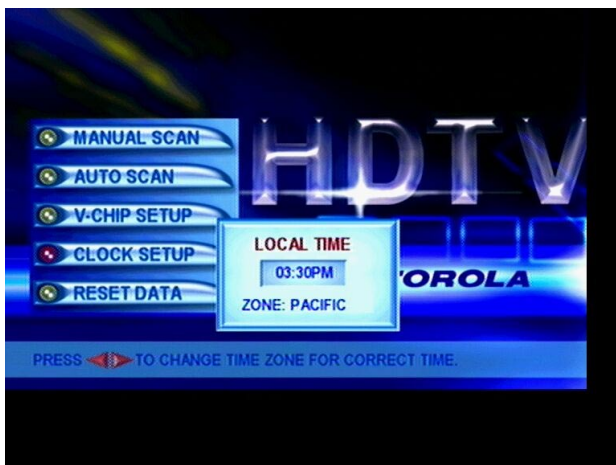 HDTV
MANUAL SCAN
AUTO SCAN
V-CHIP SETUP
CLOCK SETUP
RESET DATA
LOCAL TIME
03:30PM
ZONE: PACIFIC
OROLA
PRESS TO CHANGE TIME ZONE FOR CORRECT TIME.